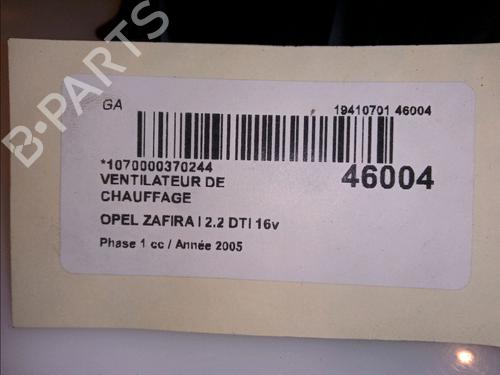 GA
19410701 46004
*1070000370244
46004
VENTILATEUR DE
CHAUFFAGE
OPEL ZAFIRA I 2.2 DTI 16v
Phase 1 cc / Année 2005
B-PARTS